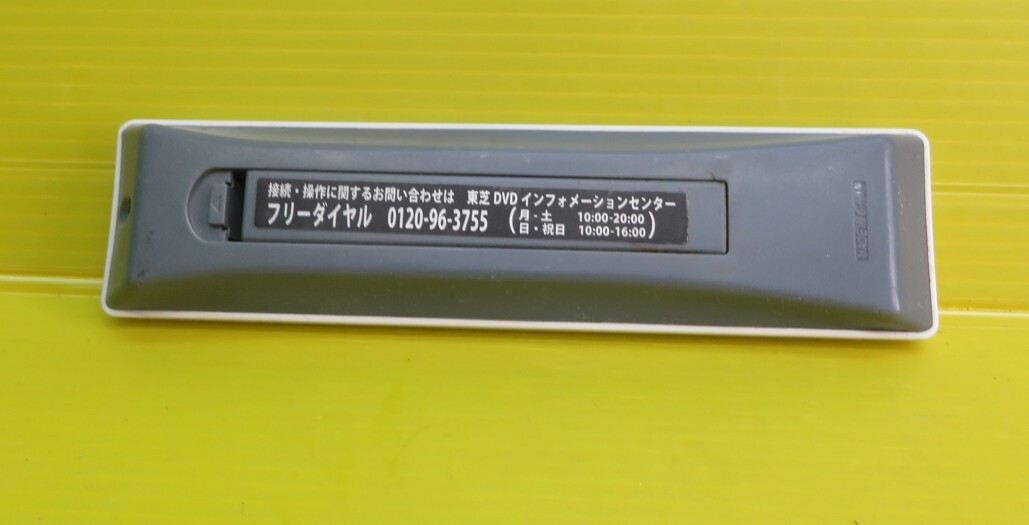 接続・操作に関するお問い合わせは　東芝 DVD インフォメーションセンター
フリーダイヤル　0120-96-3755
(月 - 土　10:00-20:00
日・祝日　10:00-16:00)